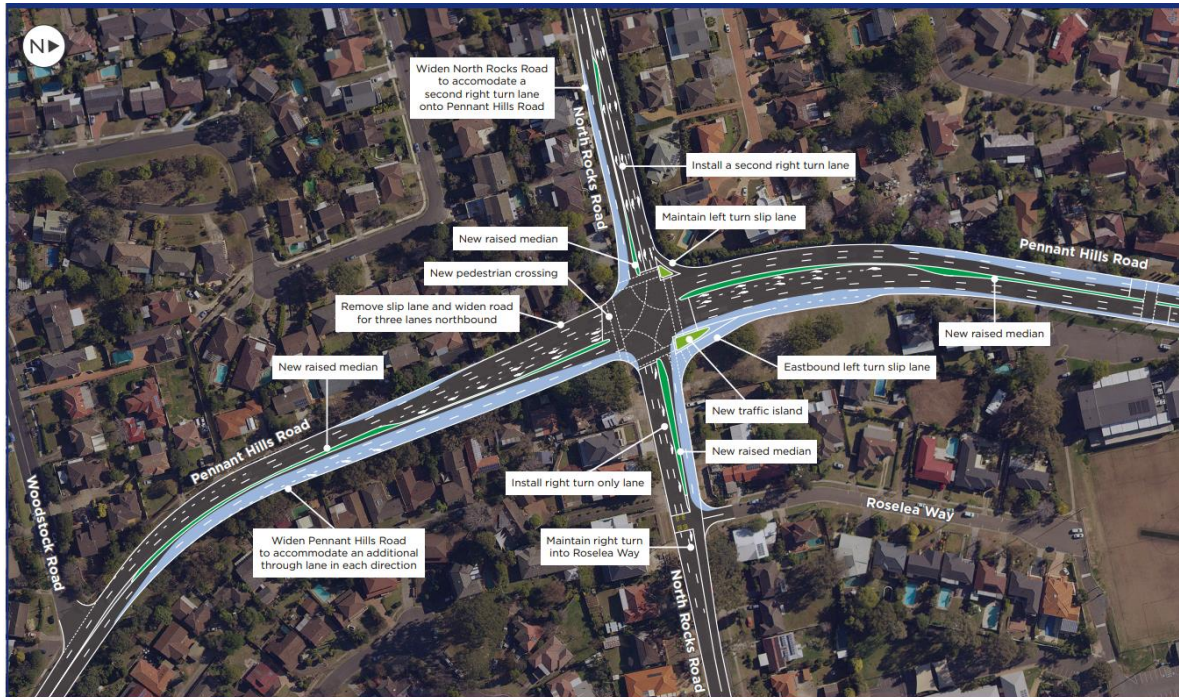 N
Widen North Rocks Road
to accomodate a
second right turn lane
onto Pennant Hills Road
North Rocks Road
Install a second right turn lane
Maintain left turn slip lane
New raised median
New pedestrian crossing
Remove slip lane and widen road
for three lanes northbound
Pennant Hills Road
New raised median
New raised median
Eastbound left turn slip lane
New traffic island
New raised median
Pennant Hills Road
Woodstock Road
Install right turn only lane
Widen Pennant Hills Road
to accommodate an additional
through lane in each direction
Maintain right turn
into Roselea Way
Roselea Way
North Rocks Road